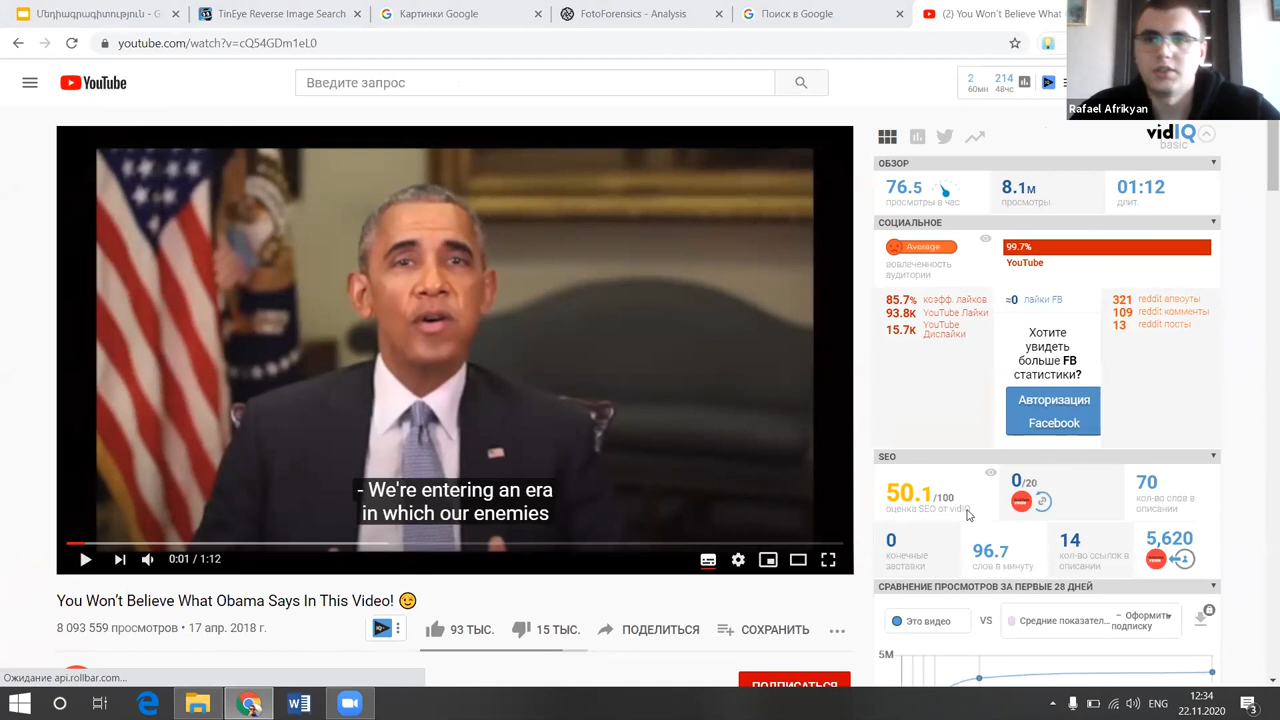 Մեդիագրագիտություն - G
TinEye Reverse Image Search
Картинки Google
FotoForensics - Analysis
Поиск в Google
(2) You Won't Believe What
youtube.com/watch?v=cQ54GDm1eL0
YouTube
Введите запрос
2
60мн
214
48чс
Rafael Afrikyan
vidIQ
basic
ОБЗОР
76.5
просмотры в час
8.1м
просмотры
01:12
длит.
СОЦИАЛЬНОЕ
Average
вовлеченность
аудитории
99.7%
YouTube
85.7% коэфф. лайков
93.8K YouTube Лайки
15.7K YouTube
Дислайки
≈0 лайки FB
321 reddit апвоуты
109 reddit комменты
13 reddit посты
Хотите
увидеть
больше FB
статистики?
Авторизация
Facebook
SEO
50.1/100
оценка SEO от vidIQ
0/20
70
кол-во слов в
описании
0
конечные
заставки
96.7
слов в минуту
14
кол-во ссылок в
описании
5,620
СРАВНЕНИЕ ПРОСМОТРОВ ЗА ПЕРВЫЕ 28 ДНЕЙ
Это видео
VS
Средние показател...
– Оформить
подписку
5M
- We're entering an era
in which our enemies
0:01 / 1:12
You Won't Believe What Obama Says In This Video! 😉
8 093 559 просмотров • 17 апр. 2018 г.
93 ТЫС.
15 ТЫС.
ПОДЕЛИТЬСЯ
СОХРАНИТЬ
ПОДПИСАТЬСЯ
Ожидание api.rollbar.com...
ENG
12:34
22.11.2020
3